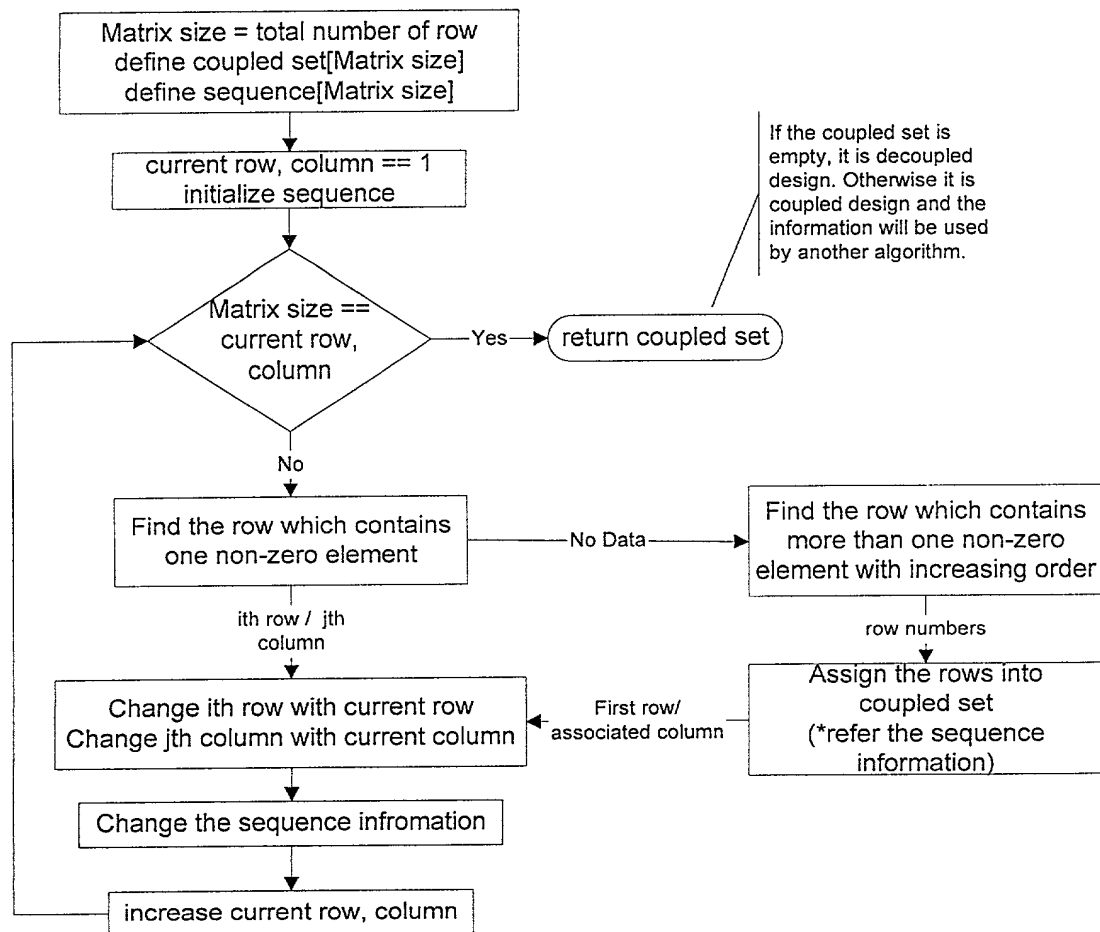 Matrix size = total number of row
define coupled set[Matrix size]
define sequence[Matrix size]
current row, column == 1
initialize sequence
If the coupled set is
empty, it is decoupled
design. Otherwise it is
coupled design and the
information will be used
by another algorithm.
Matrix size ==
current row,
column
Yes
return coupled set
No
Find the row which contains
one non-zero element
No Data
Find the row which contains
more than one non-zero
element with increasing order
ith row / jth
column
row numbers
Assign the rows into
coupled set
(*refer the sequence
information)
First row/
associated column
Change ith row with current row
Change jth column with current column
Change the sequence infromation
increase current row, column